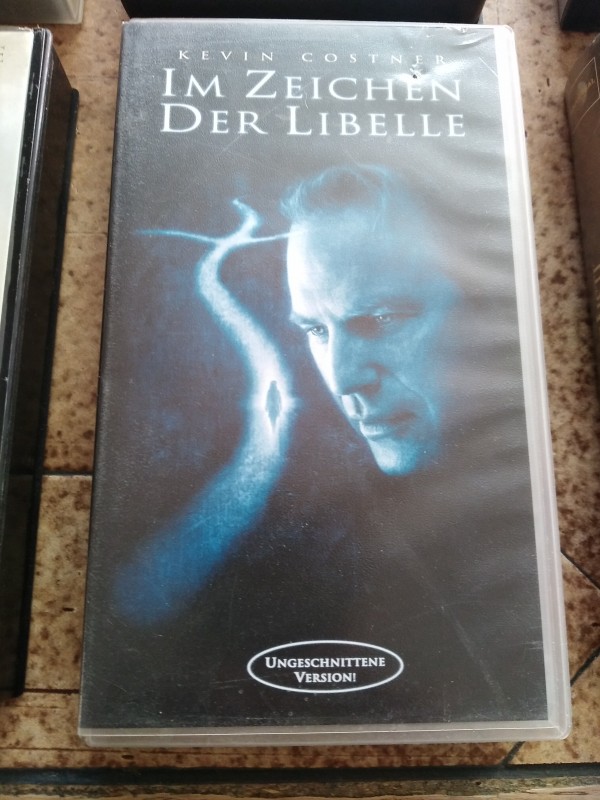 KEVIN COSTNER
IM ZEICHEN
DER LIBELLE
UNGESCHNITTENE
VERSION!